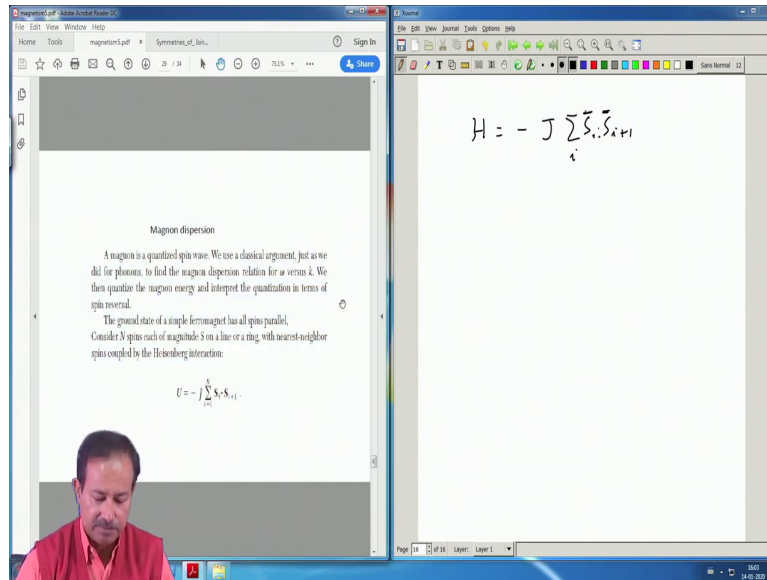 magnetism5.pdf - Adobe Acrobat Reader DC
File Edit View Window Help
Home Tools magnetism5.pdf × Symmetries_of_Isin... Sign In
29 / 34 75.1% Share
Magnon dispersion
A magnon is a quantized spin wave. We use a classical argument, just as we
did for phonons, to find the magnon dispersion relation for ω versus k. We
then quantize the magnon energy and interpret the quantization in terms of
spin reversal.
The ground state of a simple ferromagnet has all spins parallel,
Consider N spins each of magnitude S on a line or a ring, with nearest-neighbor
spins coupled by the Heisenberg interaction:
U = − J ∑_{i=1}^{N} S_i · S_{i+1} .
Xournal
File Edit View Journal Tools Options Help
Sans Normal 12
H = - J ∑_i S̄_i · S̄_{i+1}
Page 16 of 16 Layer: Layer 1
16:03
14-01-2020